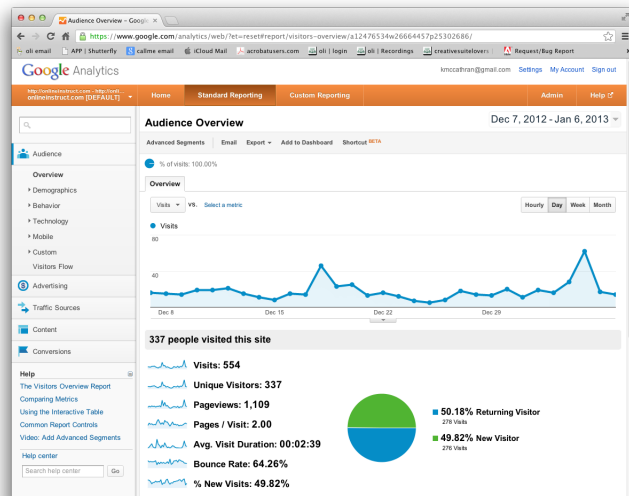 Audience Overview – Goo
https://www.google.com/analytics/web/?et=reset#report/visitors-overview/a12476534w26664457p25302686/
oli email APP | Shutterfly callme email iCloud Mail acrobatusers.com oli | login oli | Recordings creativesuitelovers Request/Bug Report
Google Analytics
kmccathran@gmail.com Settings My Account Sign out
http://onlineinstruct.com - http://onli...
onlineinstruct.com [DEFAULT]
Home Standard Reporting Custom Reporting Admin Help
Audience Overview
Dec 7, 2012 - Jan 6, 2013
Advanced Segments Email Export Add to Dashboard Shortcut BETA
% of visits: 100.00%
Overview
Visits VS. Select a metric
Hourly Day Week Month
Visits
80
40
Dec 8 Dec 15 Dec 22 Dec 29
Audience
Overview
Demographics
Behavior
Technology
Mobile
Custom
Visitors Flow
Advertising
Traffic Sources
Content
Conversions
Help
The Visitors Overview Report
Comparing Metrics
Using the Interactive Table
Common Report Controls
Video: Add Advanced Segments
Help center
Search help center Go
337 people visited this site
Visits: 554
Unique Visitors: 337
Pageviews: 1,109
Pages / Visit: 2.00
Avg. Visit Duration: 00:02:39
Bounce Rate: 64.26%
% New Visits: 49.82%
50.18% Returning Visitor
278 Visits
49.82% New Visitor
276 Visits